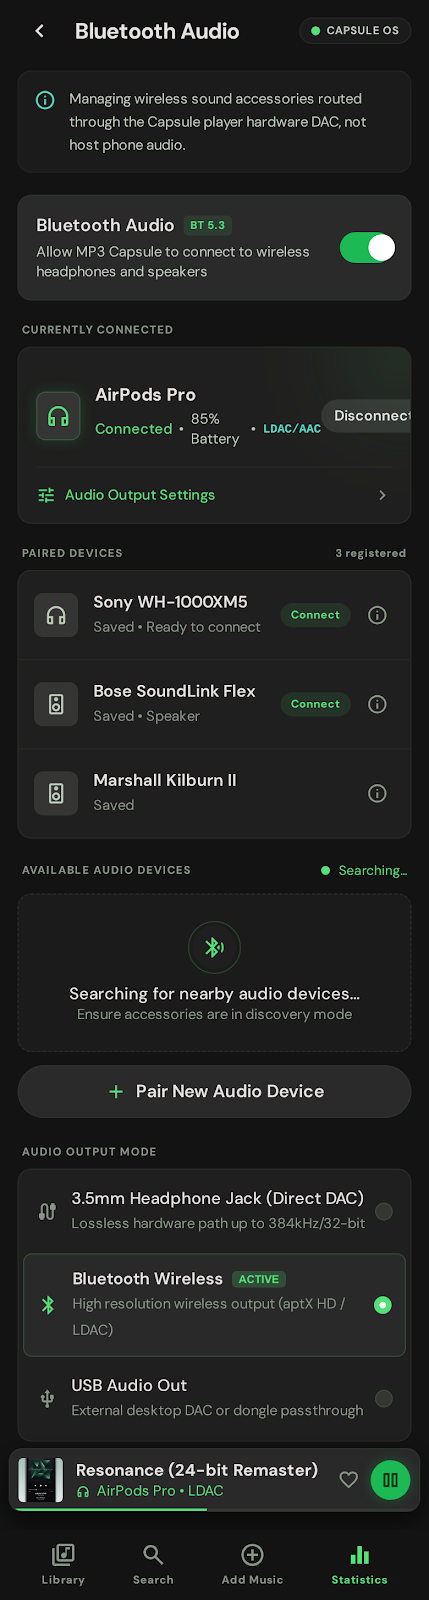 Bluetooth Audio
CAPSULE OS
Managing wireless sound accessories routed
through the Capsule player hardware DAC, not
host phone audio.
Bluetooth Audio BT 5.3
Allow MP3 Capsule to connect to wireless
headphones and speakers
CURRENTLY CONNECTED
AirPods Pro
Connected • 85% Battery • LDAC/AAC
Disconnect
Audio Output Settings
PAIRED DEVICES
3 registered
Sony WH-1000XM5
Saved • Ready to connect
Connect
Bose SoundLink Flex
Saved • Speaker
Connect
Marshall Kilburn II
Saved
AVAILABLE AUDIO DEVICES
Searching…
Searching for nearby audio devices…
Ensure accessories are in discovery mode
+ Pair New Audio Device
AUDIO OUTPUT MODE
3.5mm Headphone Jack (Direct DAC)
Lossless hardware path up to 384kHz/32-bit
Bluetooth Wireless ACTIVE
High resolution wireless output (aptX HD /
LDAC)
USB Audio Out
External desktop DAC or dongle passthrough
Resonance (24-bit Remaster)
AirPods Pro • LDAC
Library
Search
Add Music
Statistics